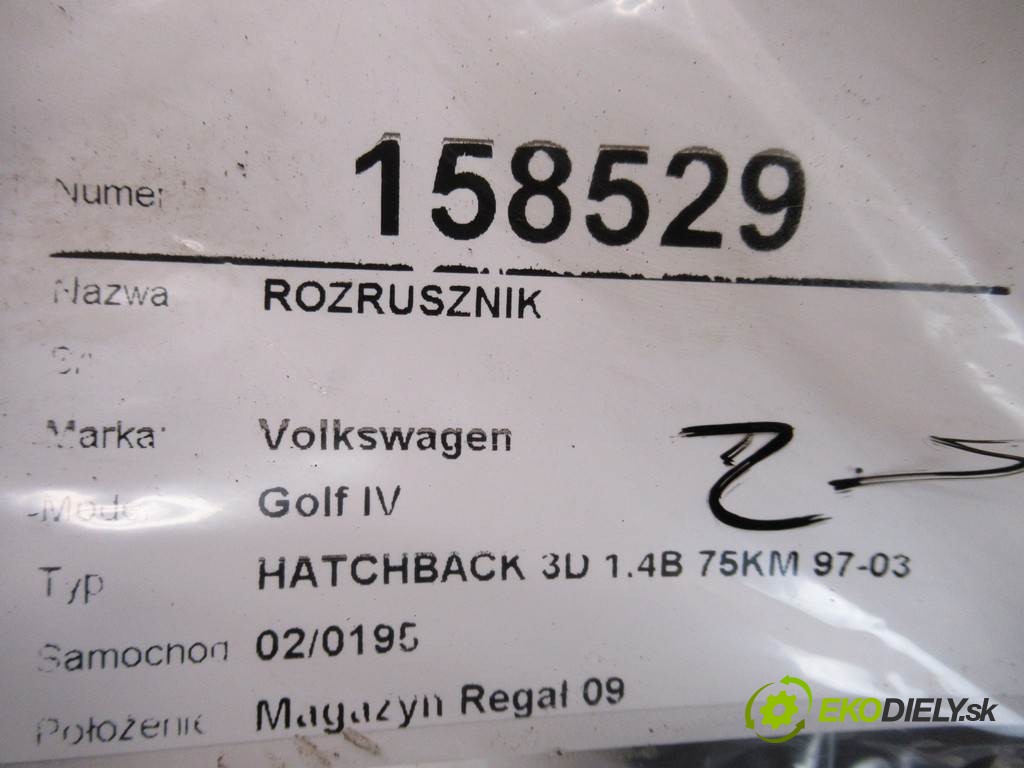 Numer 158529
Nazwa ROZRUSZNIK
Marka: Volkswagen
Model Golf IV
Typ HATCHBACK 3D 1.4B 75KM 97-03
Samochod 02/0195
Położenie Magazyn Regał 09
EKODIELY.sk